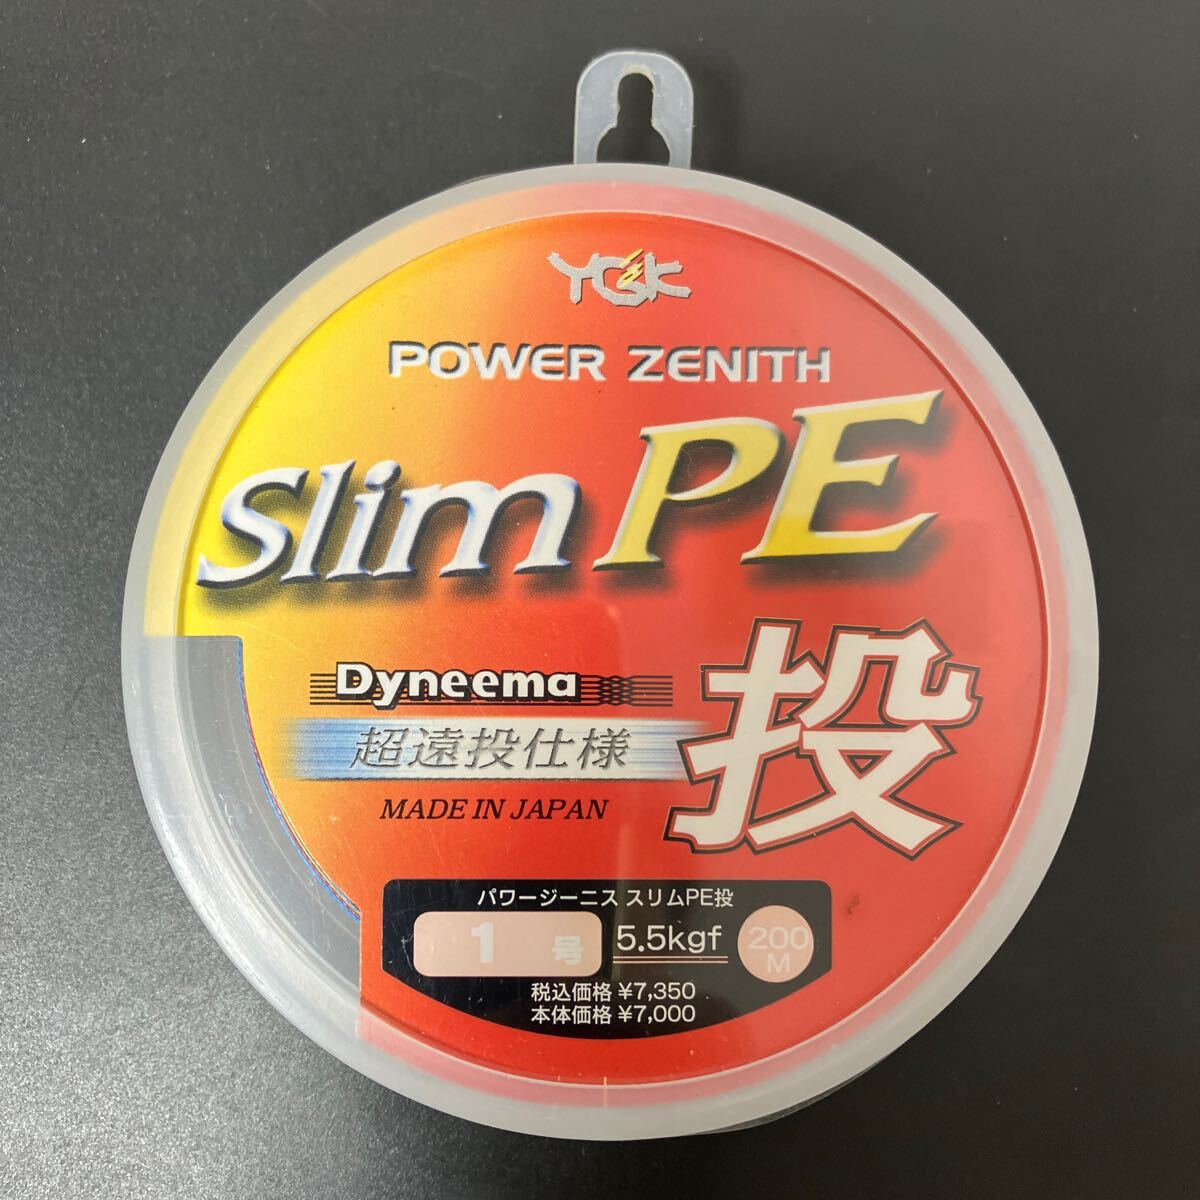 YGK
POWER ZENITH
Slim PE
Dyneema
超遠投仕様
投
MADE IN JAPAN
パワージーニス スリムPE投
1号 5.5kgf 200M
税込価格 ¥7,350
本体価格 ¥7,000